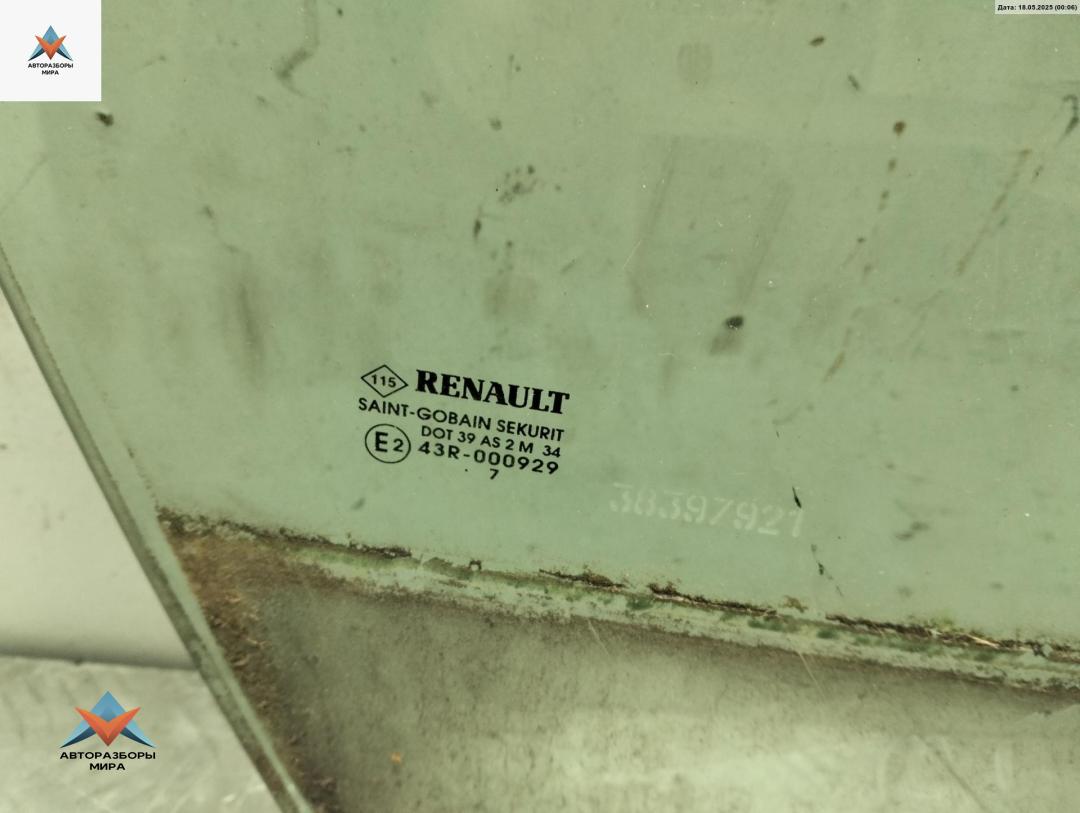 Дата: 18.05.2025 (00:06)
АВТОРАЗБОРЫ
МИРА
115 RENAULT
SAINT-GOBAIN SEKURIT
DOT 39 AS 2 M 34
E2 43R-000929
7
38397921
АВТОРАЗБОРЫ
МИРА